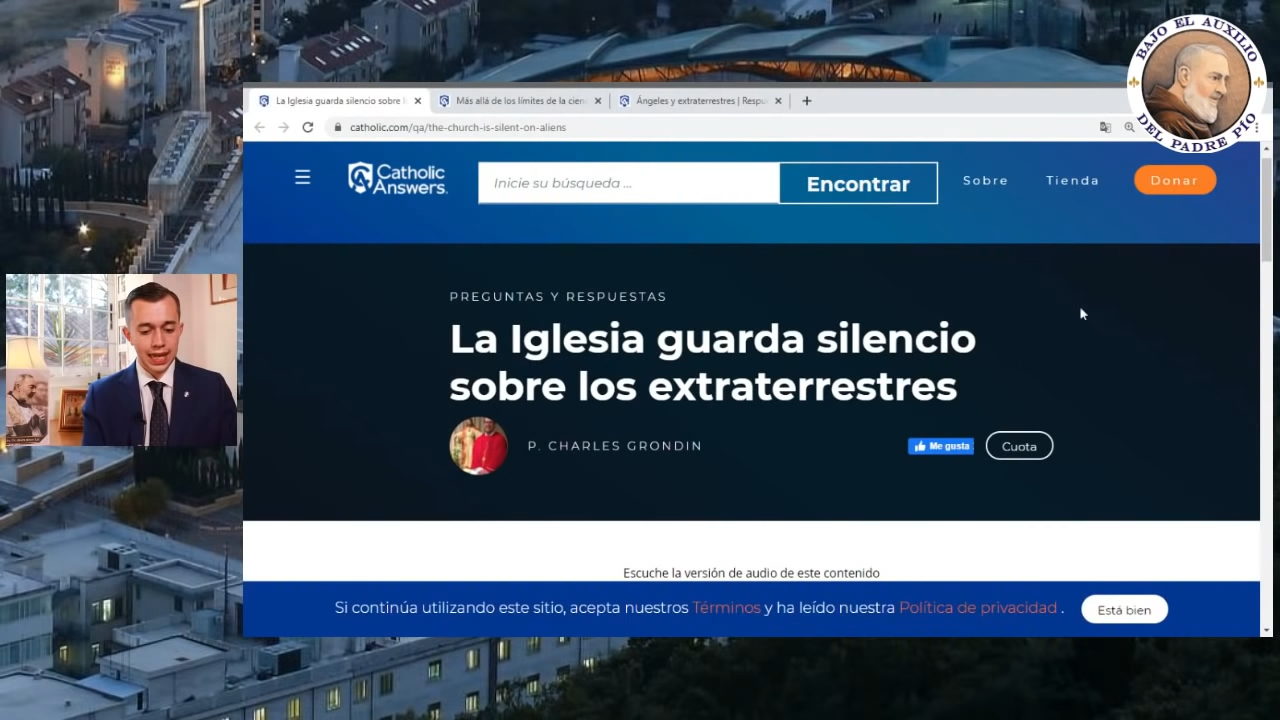 BAJO EL AUXILIO
DEL PADRE PÍO
La Iglesia guarda silencio sobre l
Más allá de los límites de la cien
Ángeles y extraterrestres | Respu
catholic.com/qa/the-church-is-silent-on-aliens
Catholic
Answers.
Inicie su búsqueda ...
Encontrar
Sobre
Tienda
Donar
PREGUNTAS Y RESPUESTAS
La Iglesia guarda silencio
sobre los extraterrestres
P. CHARLES GRONDIN
Me gusta
Cuota
Escuche la versión de audio de este contenido
Si continúa utilizando este sitio, acepta nuestros Términos y ha leído nuestra Política de privacidad .
Está bien